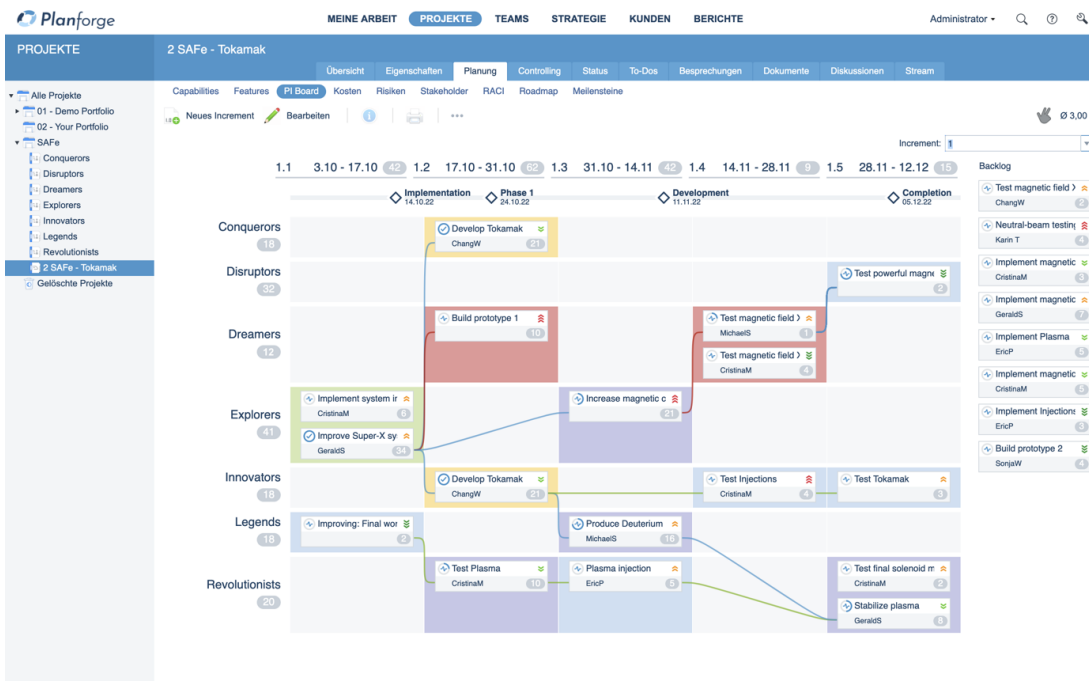 Planforge
MEINE ARBEIT PROJEKTE TEAMS STRATEGIE KUNDEN BERICHTE
Administrator
PROJEKTE
2 SAFe - Tokamak
Übersicht Eigenschaften Planung Controlling Status To-Dos Besprechungen Dokumente Diskussionen Stream
Alle Projekte
01 - Demo Portfolio
02 - Your Portfolio
SAFe
Conquerors
Disruptors
Dreamers
Explorers
Innovators
Legends
Revolutionists
2 SAFe - Tokamak
Gelöschte Projekte
Capabilities Features PI Board Kosten Risiken Stakeholder RACI Roadmap Meilensteine
Neues Increment Bearbeiten Ø 3,00
Increment: 1
1.1 3.10 - 17.10 42 1.2 17.10 - 31.10 62 1.3 31.10 - 14.11 42 1.4 14.11 - 28.11 9 1.5 28.11 - 12.12 15
Implementation Phase 1 Development Completion
14.10.22 24.10.22 11.11.22 05.12.22
Conquerors
18
Develop Tokamak
ChangW 21
Disruptors
32
Test powerful magne
2
Dreamers
12
Build prototype 1
10
Test magnetic field
MichaelS 1
Test magnetic field
CristinaM 4
Explorers
41
Implement system ir
CristinaM 6
Improve Super-X sy
GeraldS 34
Increase magnetic c
21
Innovators
18
Develop Tokamak
ChangW 21
Test Injections
CristinaM 4
Test Tokamak
3
Legends
18
Improving: Final wor
2
Produce Deuterium
MichaelS 16
Revolutionists
20
Test Plasma
CristinaM 10
Plasma injection
EricP 5
Test final solenoid m
CristinaM 2
Stabilize plasma
GeraldS 8
Backlog
Test magnetic field
ChangW 2
Neutral-beam testing
Karin T 4
Implement magnetic
CristinaM 3
Implement magnetic
GeraldS 7
Implement Plasma
EricP 5
Implement magnetic
CristinaM 5
Implement Injections
EricP 3
Build prototype 2
SonjaW 4